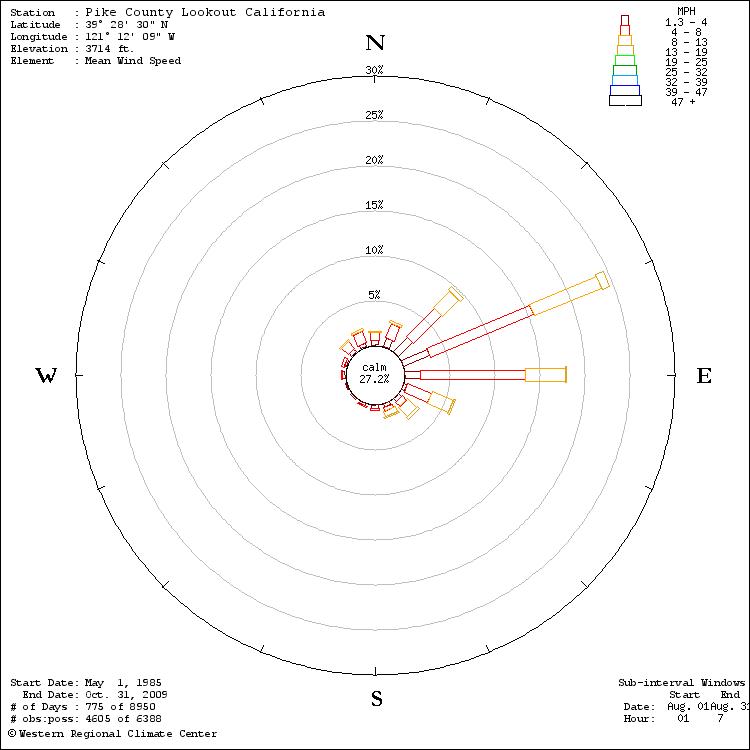 Station : Pike County Lookout California
Latitude : 39° 28' 30" N
Longitude : 121° 12' 09" W
Elevation : 3714 ft.
Element : Mean Wind Speed
MPH
1.3 - 4
4 - 8
8 - 13
13 - 19
19 - 25
25 - 32
32 - 39
39 - 47
47 +
N
30%
25%
20%
15%
10%
5%
calm
27.2%
W
E
S
Start Date: May 1, 1985
End Date: Oct. 31, 2009
# of Days : 775 of 8950
# obs:poss: 4605 of 6388
© Western Regional Climate Center
Sub-interval Windows
Start End
Date: Aug. 01 Aug. 31
Hour: 01 7